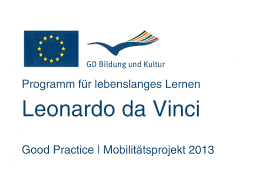 GD Bildung und Kultur
Programm für lebenslanges Lernen
Leonardo da Vinci
Good Practice | Mobilitätsprojekt 2013